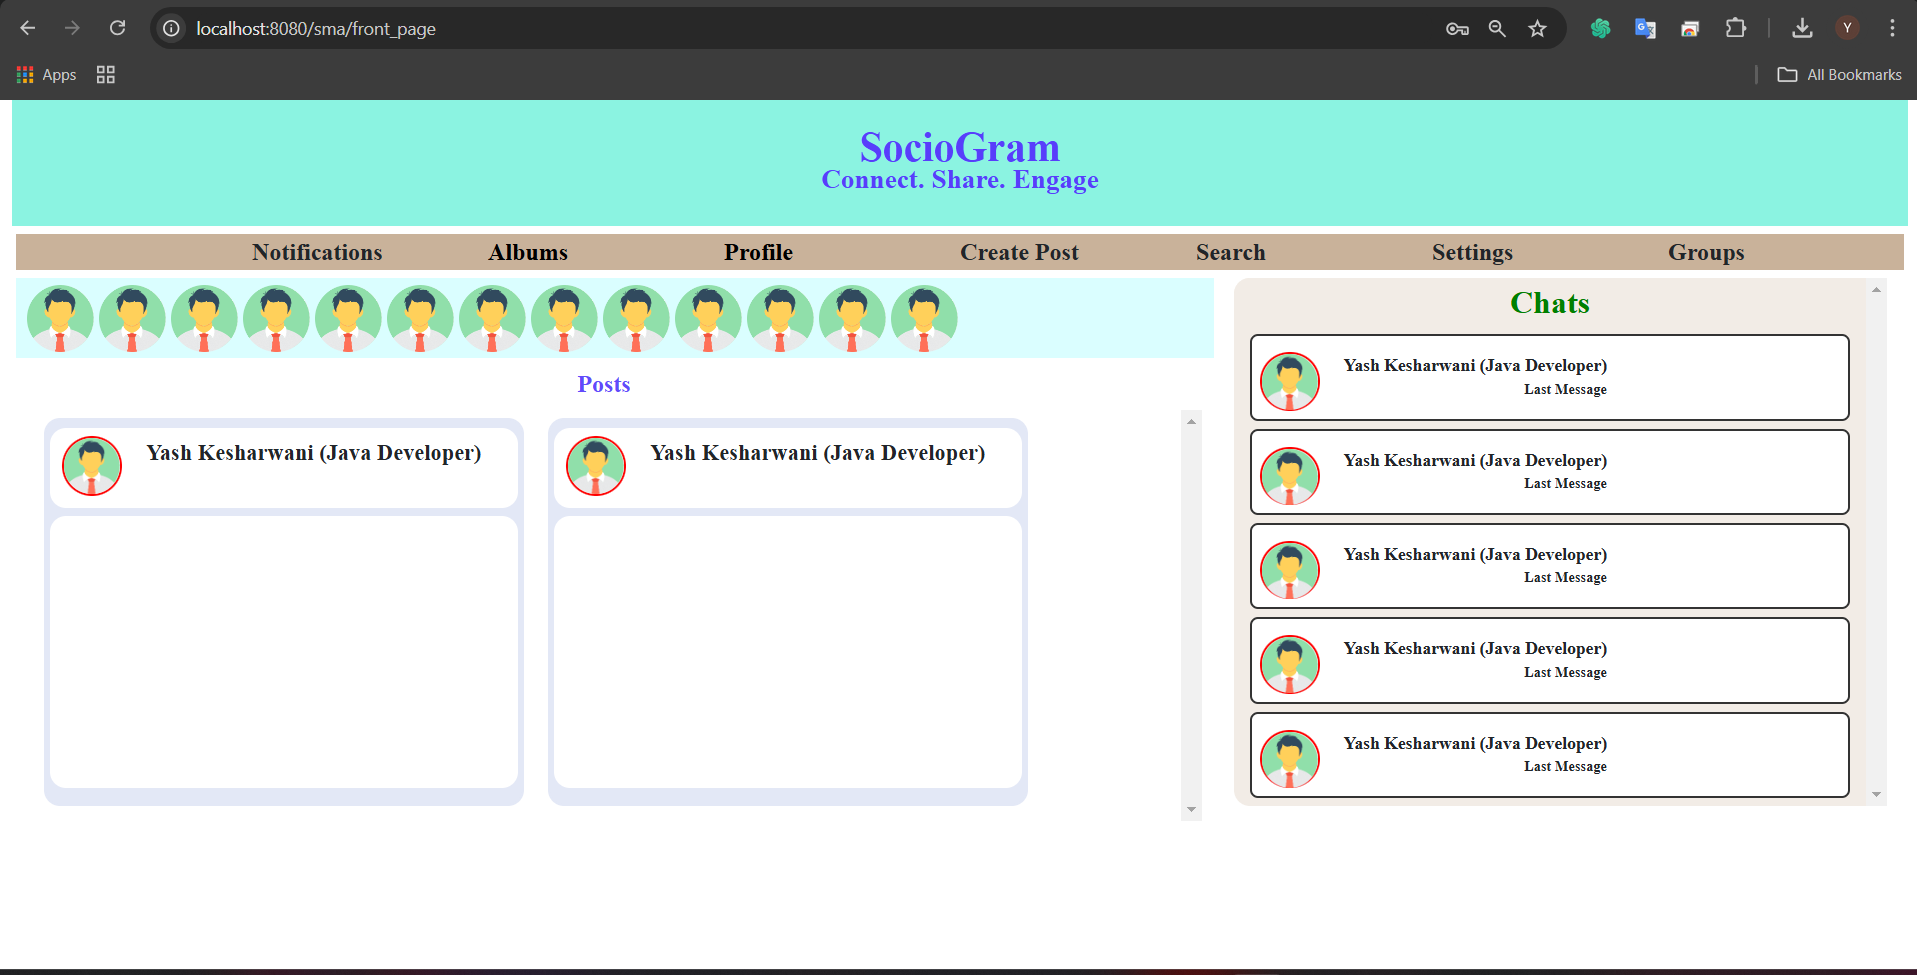 localhost:8080/sma/front_page
Y
Apps
All Bookmarks
SocioGram
Connect. Share. Engage
Notifications Albums Profile Create Post Search Settings Groups
Posts
Yash Kesharwani (Java Developer)
Yash Kesharwani (Java Developer)
Chats
Yash Kesharwani (Java Developer)
Last Message
Yash Kesharwani (Java Developer)
Last Message
Yash Kesharwani (Java Developer)
Last Message
Yash Kesharwani (Java Developer)
Last Message
Yash Kesharwani (Java Developer)
Last Message